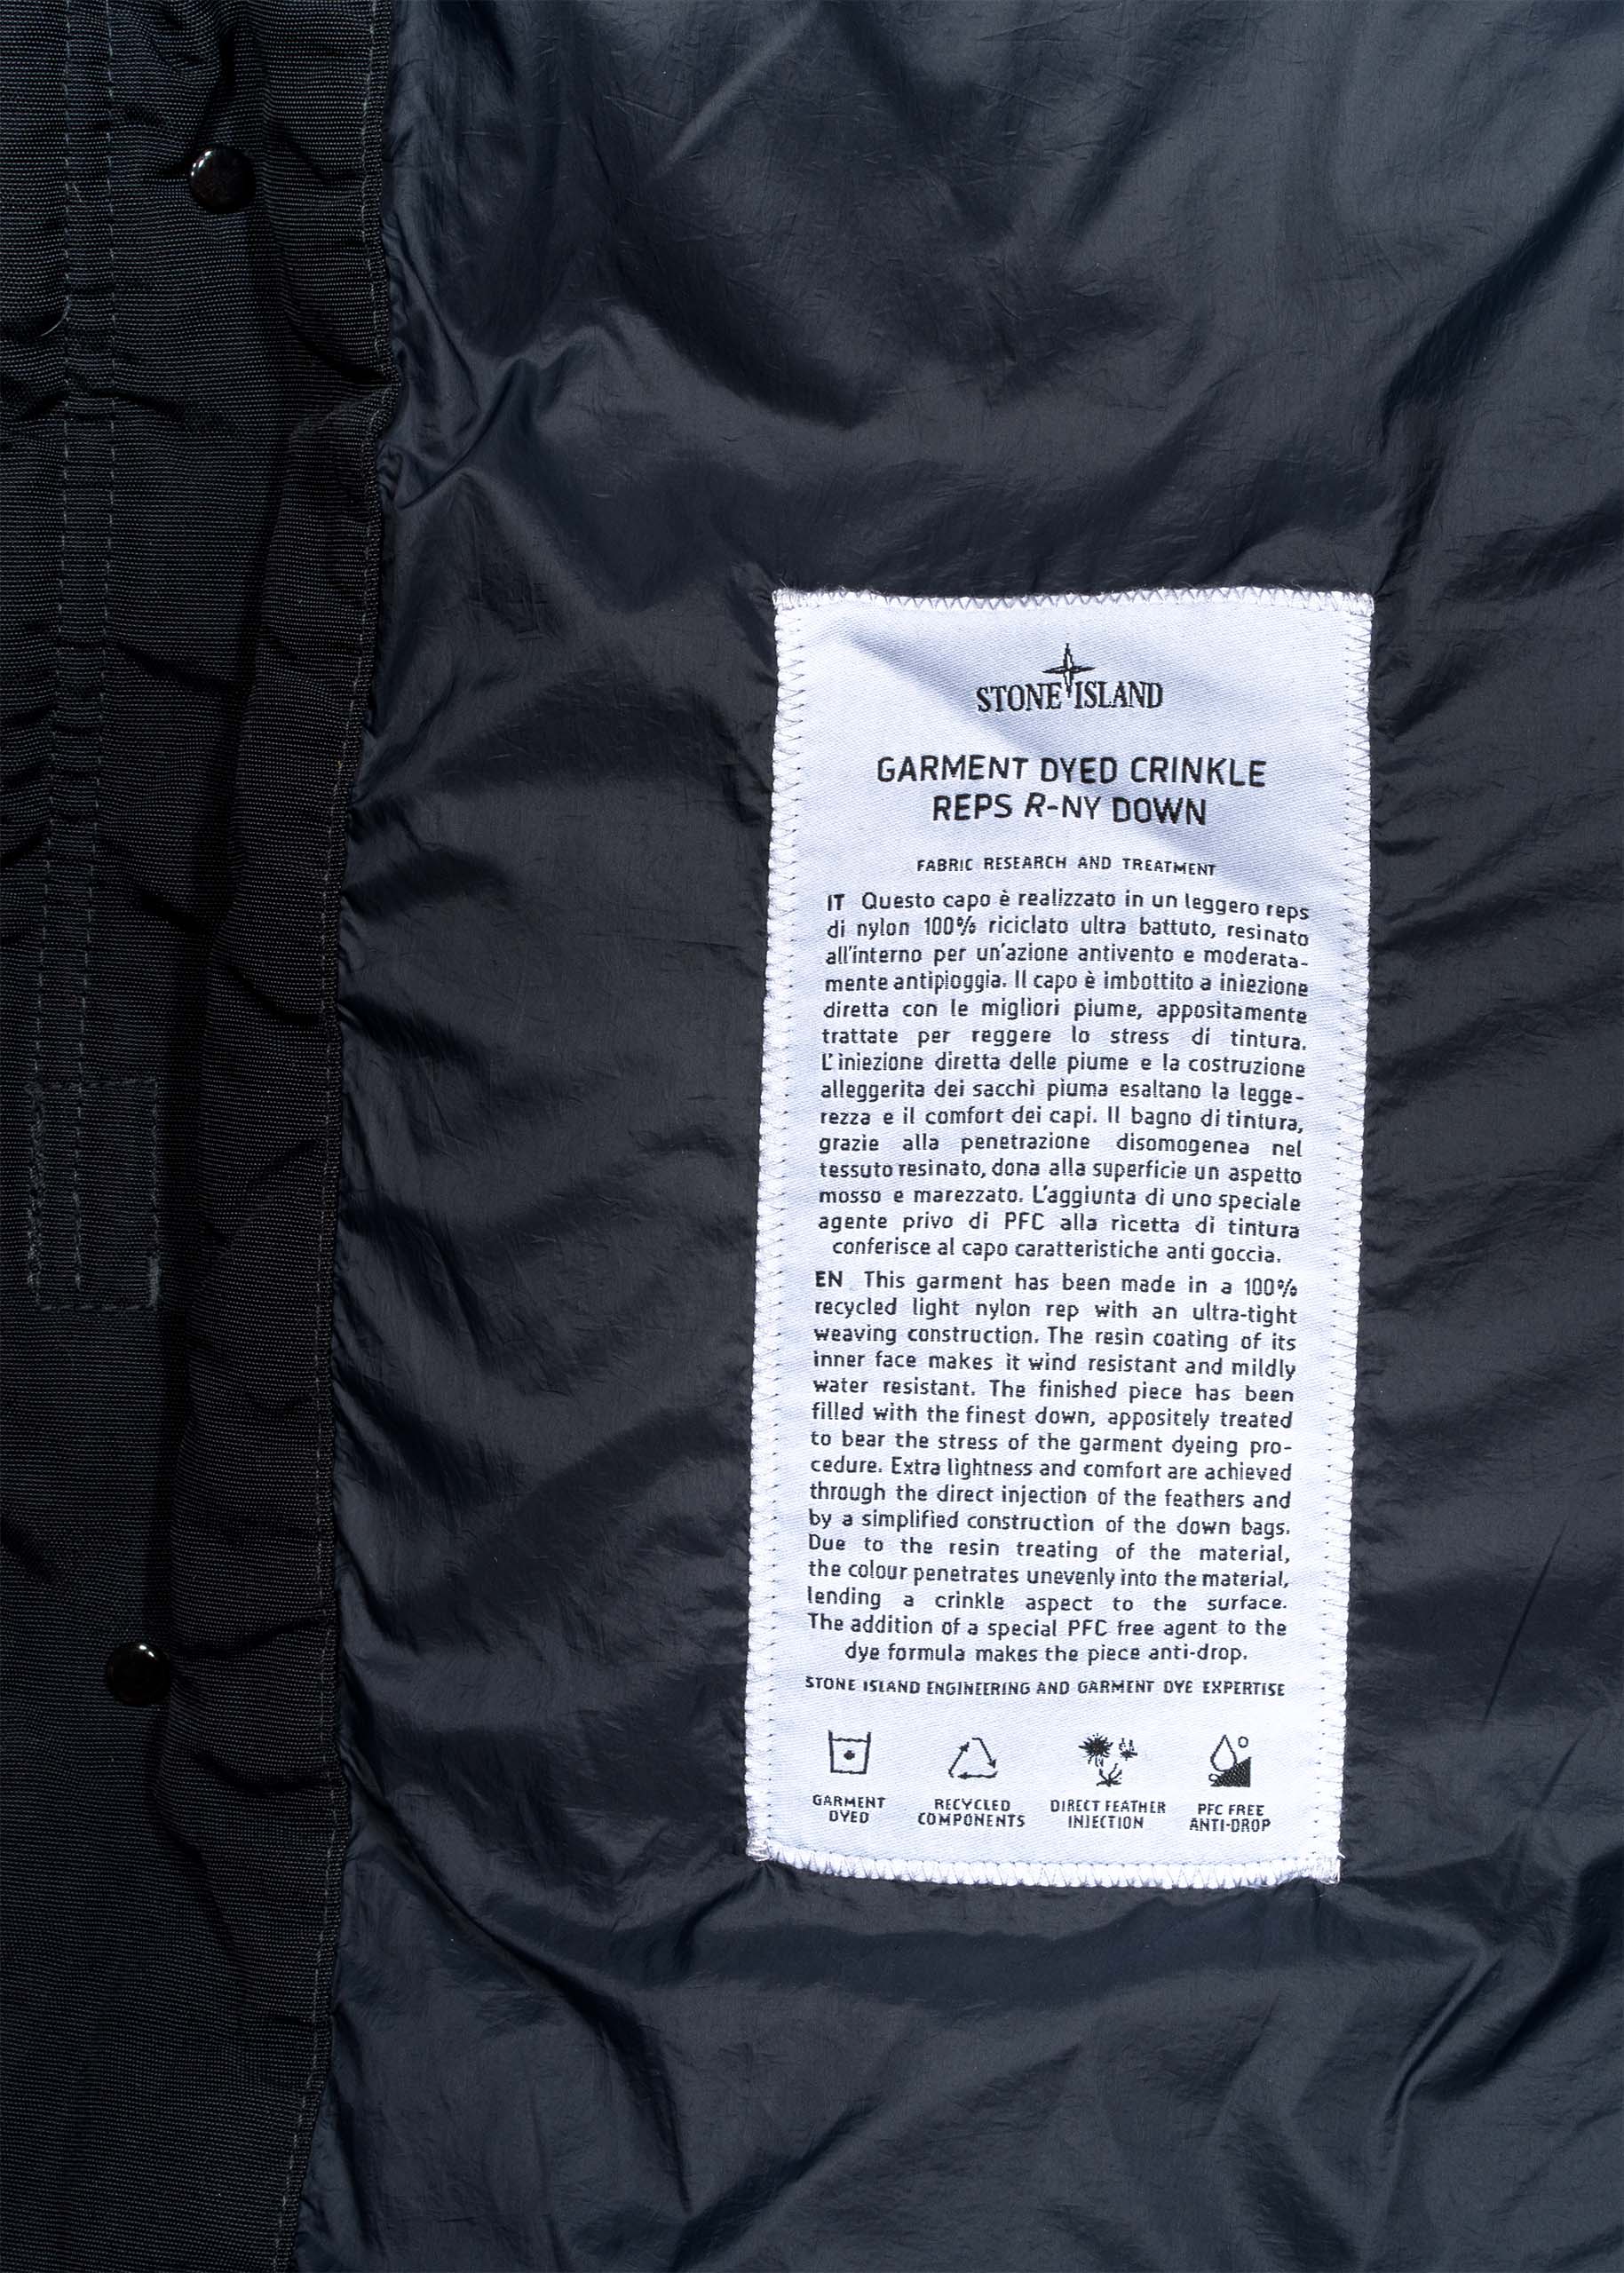 STONE ISLAND
GARMENT DYED CRINKLE
REPS R-NY DOWN
FABRIC RESEARCH AND TREATMENT
IT Questo capo è realizzato in un leggero reps
di nylon 100% riciclato ultra battuto, resinato
all'interno per un'azione antivento e moderata-
mente antipioggia. Il capo è imbottito a iniezione
diretta con le migliori piume, appositamente
trattate per reggere lo stress di tintura.
L'iniezione diretta delle piume e la costruzione
alleggerita dei sacchi piuma esaltano la legge-
rezza e il comfort dei capi. Il bagno di tintura,
grazie alla penetrazione disomogenea nel
tessuto resinato, dona alla superficie un aspetto
mosso e marezzato. L'aggiunta di uno speciale
agente privo di PFC alla ricetta di tintura
conferisce al capo caratteristiche anti goccia.
EN This garment has been made in a 100%
recycled light nylon rep with an ultra-tight
weaving construction. The resin coating of its
inner face makes it wind resistant and mildly
water resistant. The finished piece has been
filled with the finest down, appositely treated
to bear the stress of the garment dyeing pro-
cedure. Extra lightness and comfort are achieved
through the direct injection of the feathers and
by a simplified construction of the down bags.
Due to the resin treating of the material,
the colour penetrates unevenly into the material,
lending a crinkle aspect to the surface.
The addition of a special PFC free agent to the
dye formula makes the piece anti-drop.
STONE ISLAND ENGINEERING AND GARMENT DYE EXPERTISE
GARMENT
DYED
RECYCLED
COMPONENTS
DIRECT FEATHER
INJECTION
PFC FREE
ANTI-DROP